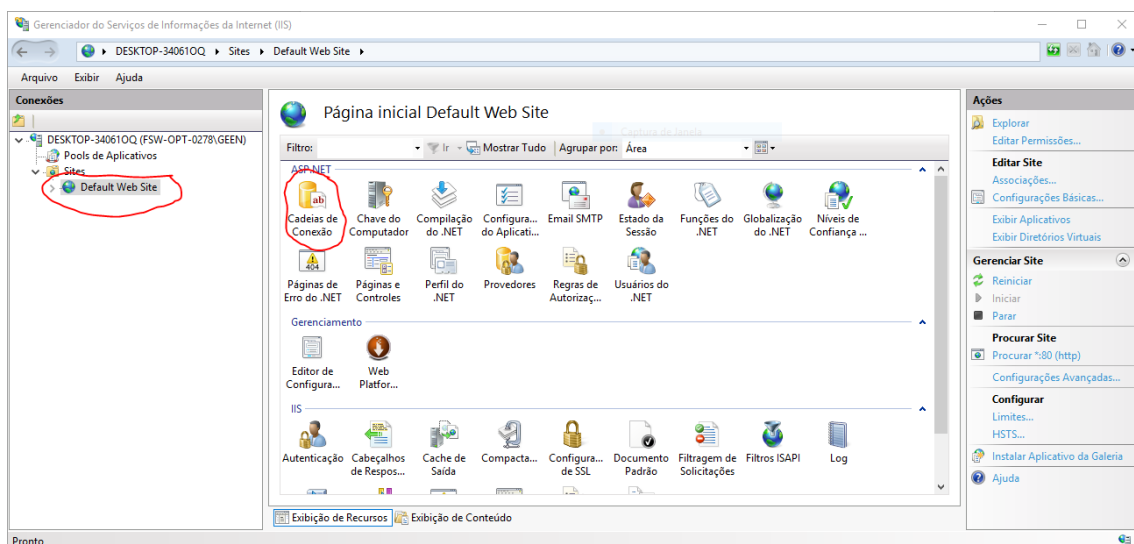 Gerenciador do Serviços de Informações da Internet (IIS)
DESKTOP-34061OQ Sites Default Web Site
Arquivo Exibir Ajuda
Conexões
DESKTOP-34061OQ (FSW-OPT-0278\GEEN)
Pools de Aplicativos
Sites
Default Web Site
Página inicial Default Web Site
Captura de Janela
Filtro: Ir Mostrar Tudo Agrupar por: Área
ASP.NET
Cadeias de Conexão
Chave do Computador
Compilação do .NET
Configura... do Aplicati...
Email SMTP
Estado da Sessão
Funções do .NET
Globalização do .NET
Níveis de Confiança ...
Páginas de Erro do .NET
Páginas e Controles
Perfil do .NET
Provedores
Regras de Autorizaç...
Usuários do .NET
Gerenciamento
Editor de Configura...
Web Platfor...
IIS
Autenticação
Cabeçalhos de Respos...
Cache de Saída
Compacta...
Configura... de SSL
Documento Padrão
Filtragem de Solicitações
Filtros ISAPI
Log
Exibição de Recursos Exibição de Conteúdo
Ações
Explorar
Editar Permissões...
Editar Site
Associações...
Configurações Básicas...
Exibir Aplicativos
Exibir Diretórios Virtuais
Gerenciar Site
Reiniciar
Iniciar
Parar
Procurar Site
Procurar *:80 (http)
Configurações Avançadas...
Configurar
Limites...
HSTS...
Instalar Aplicativo da Galeria
Ajuda
Pronto